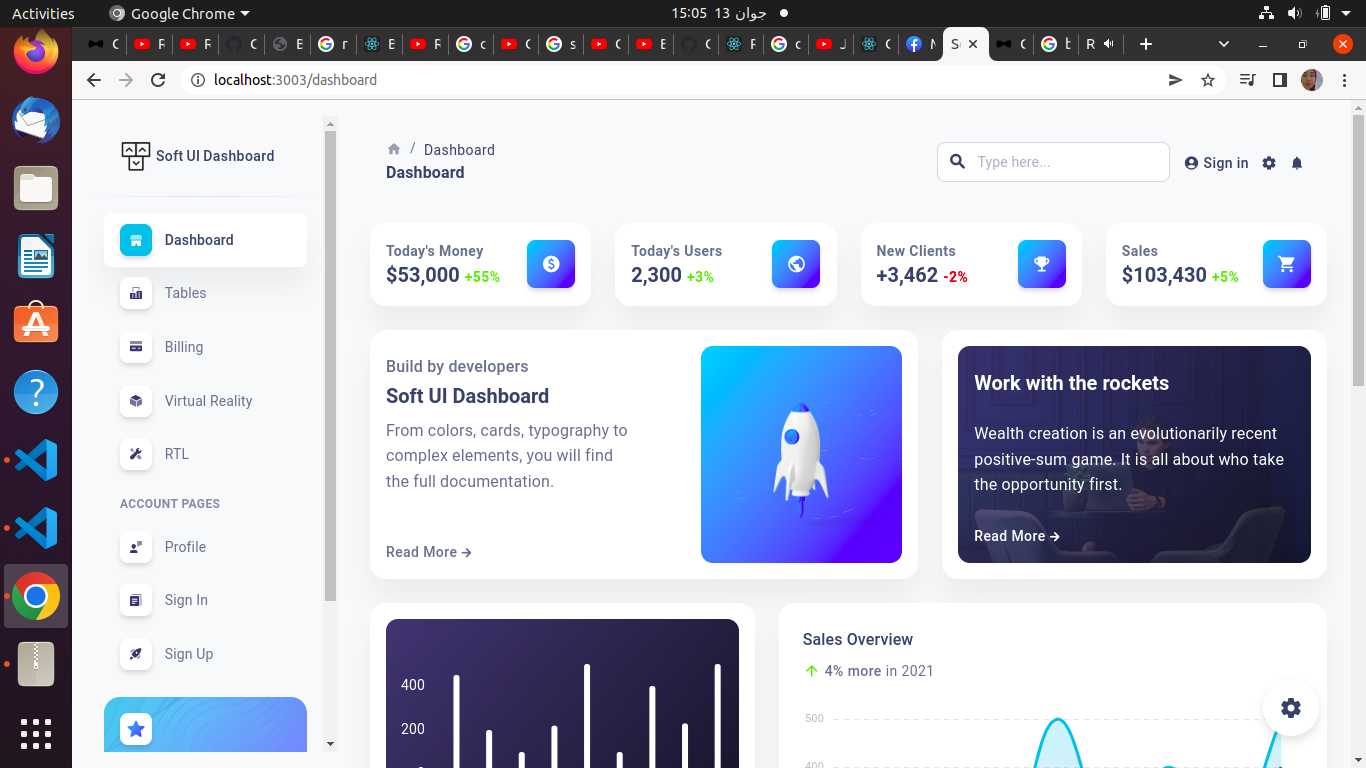 Activities
Google Chrome
15:05 13 جوان
localhost:3003/dashboard
Soft UI Dashboard
Dashboard
Tables
Billing
Virtual Reality
RTL
ACCOUNT PAGES
Profile
Sign In
Sign Up
/ Dashboard
Dashboard
Type here...
Sign in
Today's Money
$53,000 +55%
Today's Users
2,300 +3%
New Clients
+3,462 -2%
Sales
$103,430 +5%
Build by developers
Soft UI Dashboard
From colors, cards, typography to
complex elements, you will find
the full documentation.
Read More
Work with the rockets
Wealth creation is an evolutionarily recent
positive-sum game. It is all about who take
the opportunity first.
Read More
400
200
Sales Overview
4% more in 2021
500
400